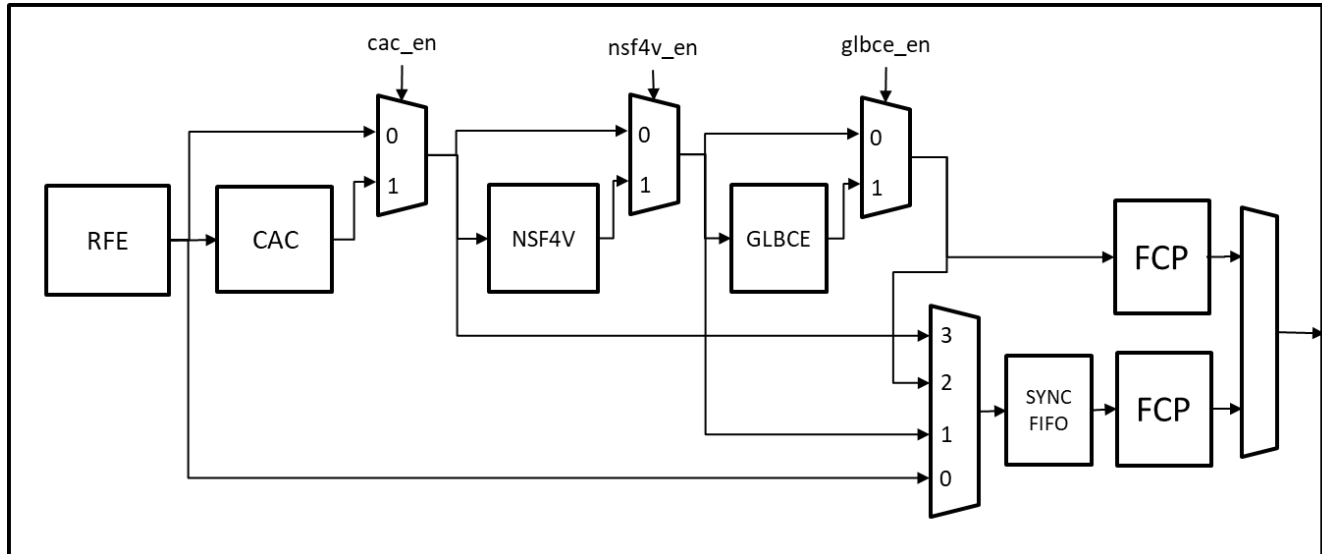 cac_en
nsf4v_en
glbce_en
0
1
0
1
0
1
RFE
CAC
NSF4V
GLBCE
FCP
3
2
1
0
SYNC
FIFO
FCP